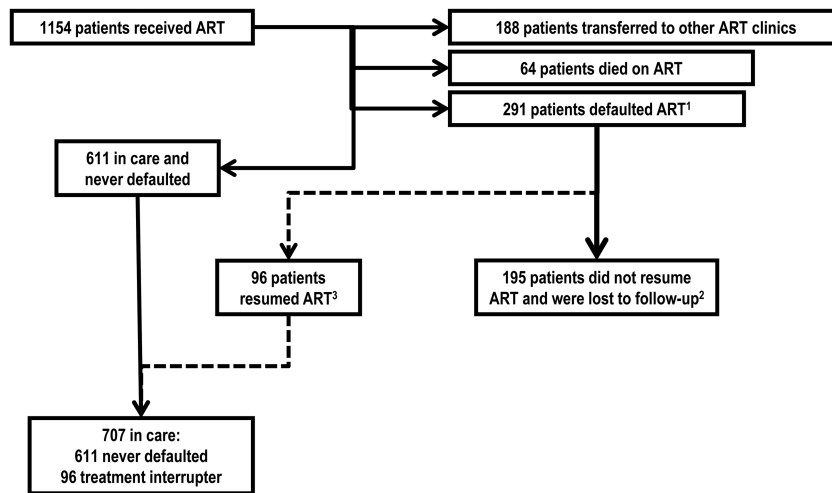 1154 patients received ART
188 patients transferred to other ART clinics
64 patients died on ART
291 patients defaulted ART¹
611 in care and
never defaulted
96 patients
resumed ART³
195 patients did not resume
ART and were lost to follow-up²
707 in care:
611 never defaulted
96 treatment interrupter